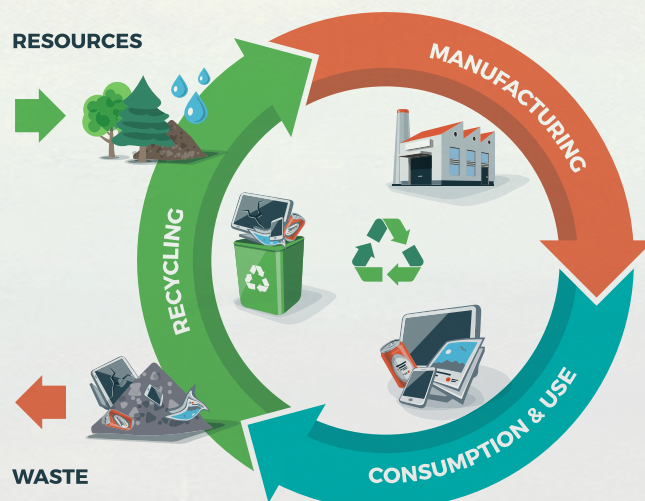 RESOURCES
MANUFACTURING
RECYCLING
CONSUMPTION & USE
WASTE